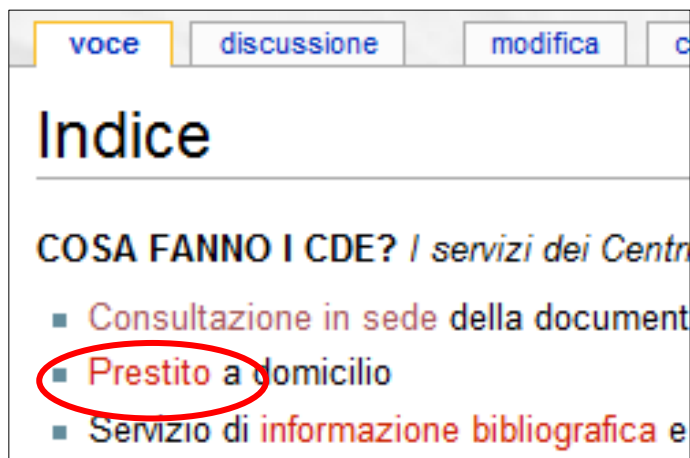 voce discussione modifica c
Indice
COSA FANNO I CDE? I servizi dei Centri
Consultazione in sede della document
Prestito a domicilio
Servizio di informazione bibliografica e